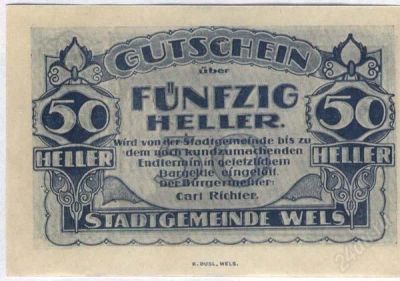 GUTSCHEIN
über
FÜNFZIG
HELLER.
50
50
HELLER
HELLER
Wird von der Stadtgemeinde bis zu
dem noch kundzumachenden
Endtermin in gesetzlichem
Bargelde eingelöst.
Der Bürgermeister:
Carl Richter.
STADTGEMEINDE WELS